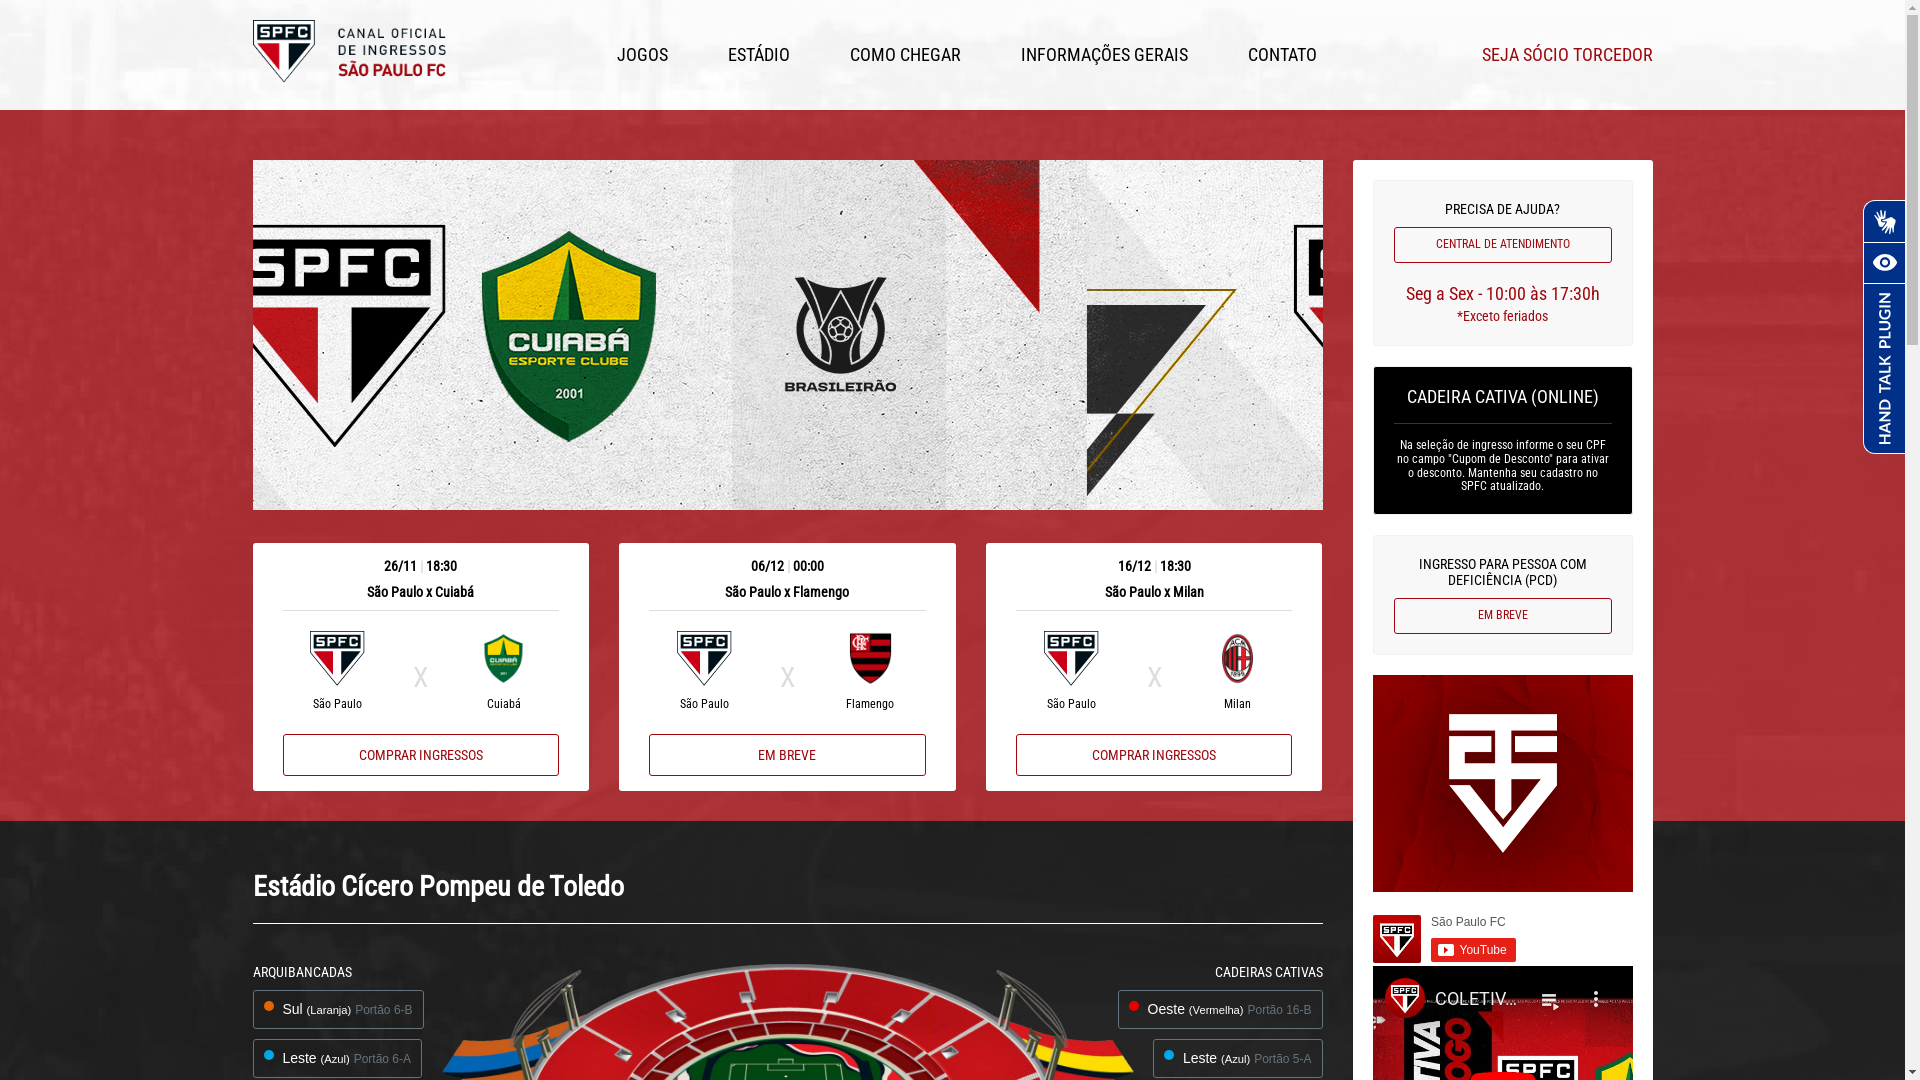 SPFC
CANAL OFICIAL
DE INGRESSOS
SÃO PAULO FC
JOGOS
ESTÁDIO
COMO CHEGAR
INFORMAÇÕES GERAIS
CONTATO
SEJA SÓCIO TORCEDOR
SPFC
CUIABÁ
ESPORTE CLUBE
2001
BRASILEIRÃO
26/11 | 18:30
São Paulo x Cuiabá
SPFC
X
São Paulo
Cuiabá
COMPRAR INGRESSOS
06/12 | 00:00
São Paulo x Flamengo
SPFC
X
São Paulo
Flamengo
EM BREVE
16/12 | 18:30
São Paulo x Milan
SPFC
X
ACM
1899
São Paulo
Milan
COMPRAR INGRESSOS
PRECISA DE AJUDA?
CENTRAL DE ATENDIMENTO
Seg a Sex - 10:00 às 17:30h
*Exceto feriados
CADEIRA CATIVA (ONLINE)
Na seleção de ingresso informe o seu CPF
no campo "Cupom de Desconto" para ativar
o desconto. Mantenha seu cadastro no
SPFC atualizado.
INGRESSO PARA PESSOA COM
DEFICIÊNCIA (PCD)
EM BREVE
SPFC
São Paulo FC
YouTube
SPFC
COLETIV...
SPFC
HAND TALK PLUGIN
Estádio Cícero Pompeu de Toledo
ARQUIBANCADAS
Sul (Laranja) Portão 6-B
Leste (Azul) Portão 6-A
CADEIRAS CATIVAS
Oeste (Vermelha) Portão 16-B
Leste (Azul) Portão 5-A